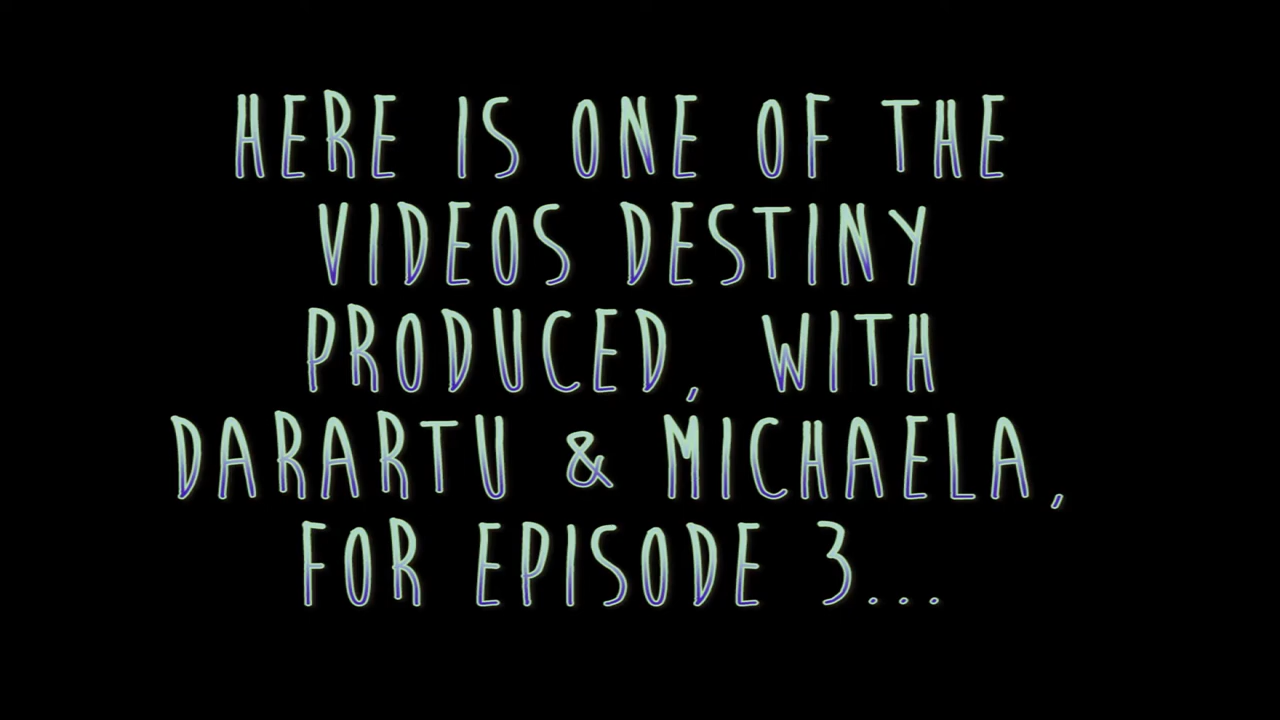 HERE IS ONE OF THE
VIDEOS DESTINY
PRODUCED, WITH
DARARTU & MICHAELA,
FOR EPISODE 3...